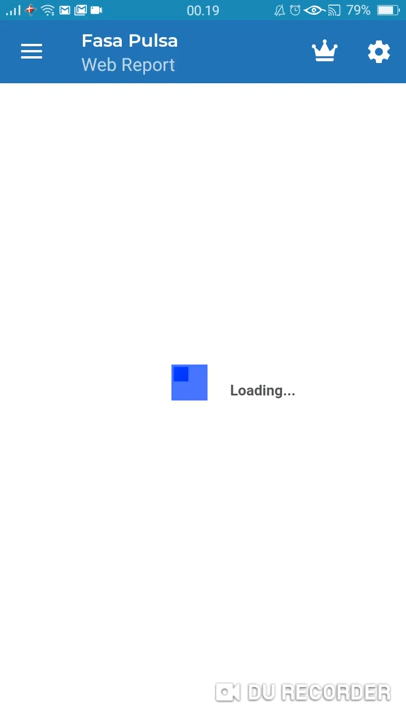 00.19
79%
Fasa Pulsa
Web Report
Loading...
DU RECORDER